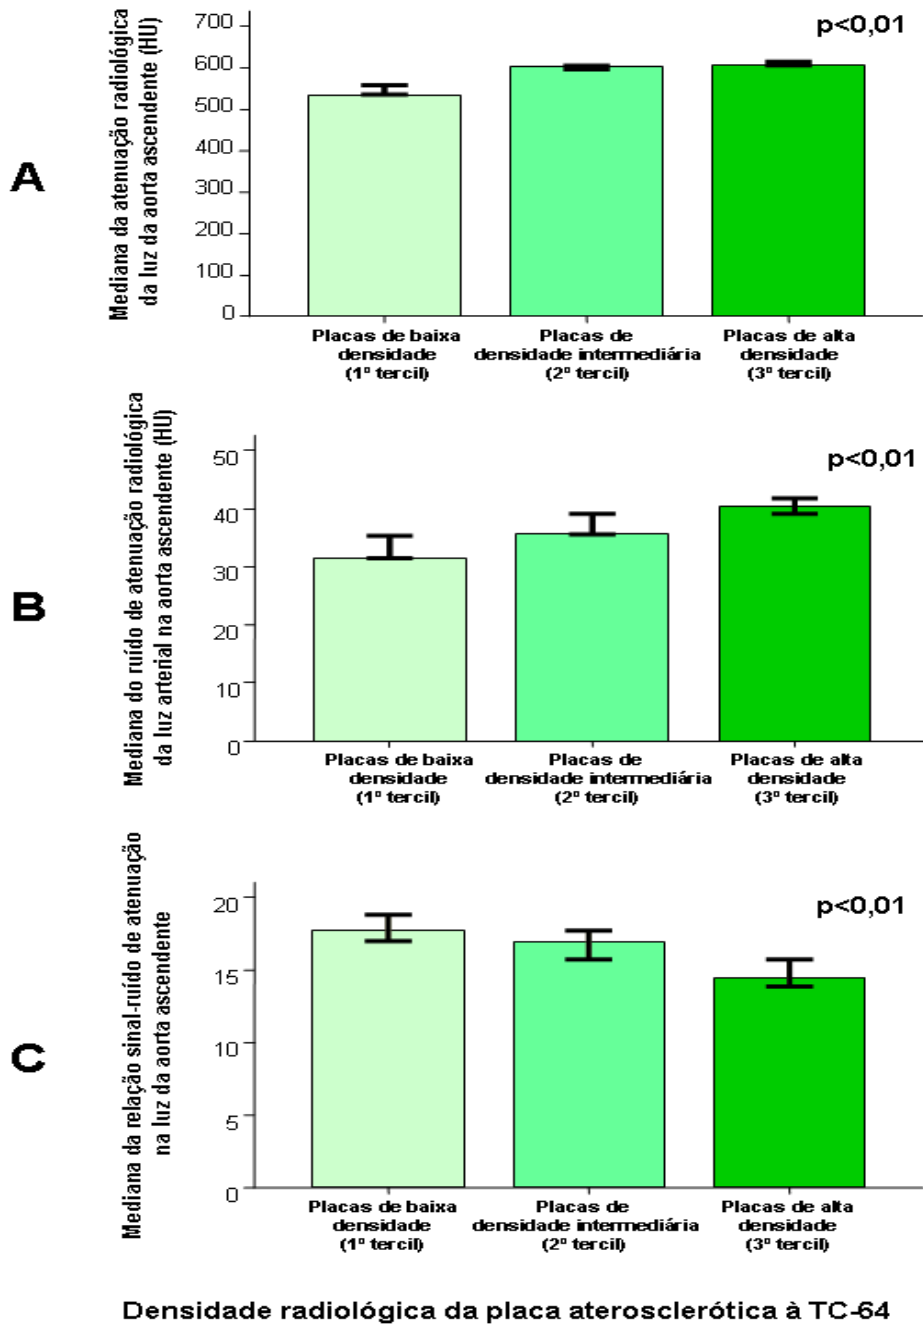 A
Mediana da atenuação radiológica
da luz da aorta ascendente (HU)
700
600
500
400
300
200
100
0
p<0,01
Placas de baixa
densidade
(1º tercil)
Placas de
densidade intermediária
(2º tercil)
Placas de alta
densidade
(3º tercil)
B
Mediana do ruído de atenuação radiológica
da luz arterial na aorta ascendente (HU)
50
40
30
20
10
0
p<0,01
Placas de baixa
densidade
(1º tercil)
Placas de
densidade intermediária
(2º tercil)
Placas de alta
densidade
(3º tercil)
C
Mediana da relação sinal-ruído de atenuação
na luz da aorta ascendente
20
15
10
5
0
p<0,01
Placas de baixa
densidade
(1º tercil)
Placas de
densidade intermediária
(2º tercil)
Placas de alta
densidade
(3º tercil)
Densidade radiológica da placa aterosclerótica à TC-64